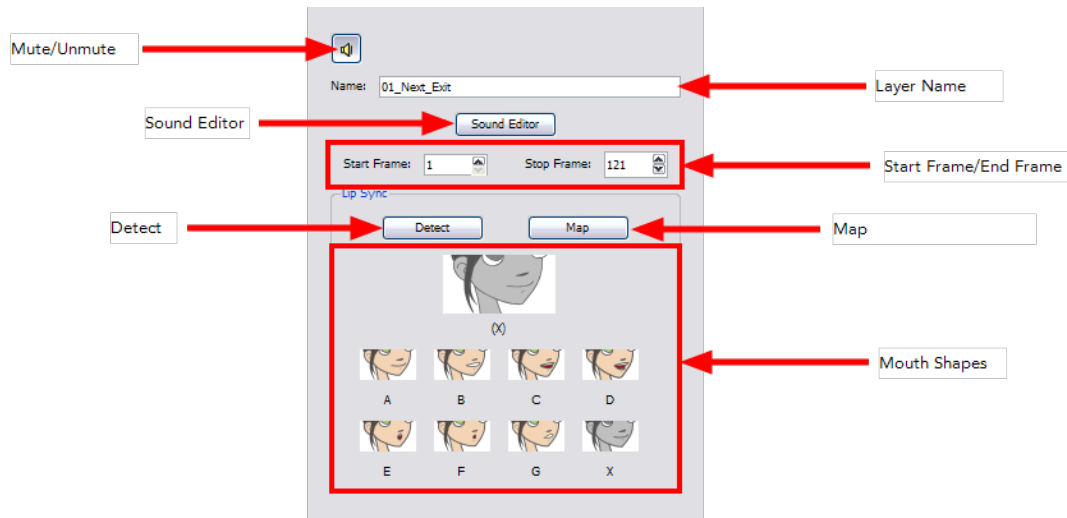 Mute/Unmute
Name: 01_Next_Exit
Layer Name
Sound Editor
Sound Editor
Start Frame: 1 Stop Frame: 121
Start Frame/End Frame
Lip Sync
Detect
Detect
Map
Map
(X)
Mouth Shapes
A B C D
E F G X